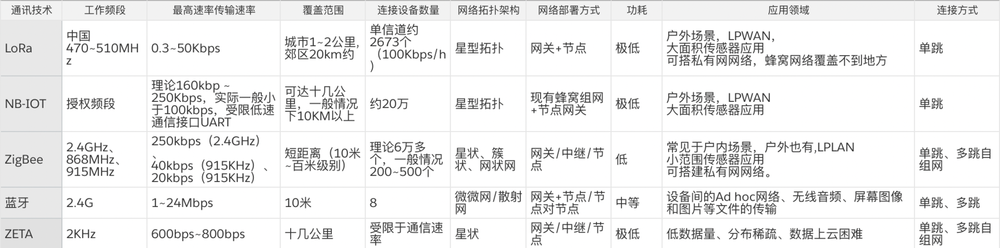 通讯技术 工作频段 最高速率传输速率 覆盖范围 连接设备数量 网络拓扑架构 网络部署方式 功耗 应用领域 连接方式
LoRa
中国
470~510MH
z
0.3~50Kbps
城市1~2公里,
郊区20km约
单信道约
2673个
（100Kbps/h
）
星型拓扑
网关+节点
极低
户外场景，LPWAN，
大面积传感器应用
可搭私有网网络，蜂窝网络覆盖不到地方
单跳
NB-IOT
授权频段
理论160kbp ~
250Kbps，实际一般小
于100kbps，受限低速
通信接口UART
可达十几公
里，一般情况
下10KM以上
约20万
星型拓扑
现有蜂窝组网
+节点网关
极低
户外场景，LPWAN
大面积传感器应用
单跳
ZigBee
2.4GHz、
868MHz、
915MHz
250kbps（2.4GHz）
、
40kbps（915KHz）、
20kbps（915KHz）
短距离（10米
~百米级别）
理论6万多
个，一般情况
200~500个
星状、簇
状、网状网
网关/中继/节
点
低
常见于户内场景，户外也有,LPLAN
小范围传感器应用
可搭建私有网网络。
单跳、多跳自
组网
蓝牙
2.4G
1~24Mbps
10米
8
微微网/散射
网
网关+节点/节
点对节点
中等
设备间的Ad hoc网络、无线音频、屏幕图像
和图片等文件的传输
单跳、多跳
ZETA
2KHz
600bps~800bps
十几公里
受限于通信速
率
星状
网关/中继/节
点
极低
低数据量、分布稀疏、数据上云困难
单跳、多跳自
组网